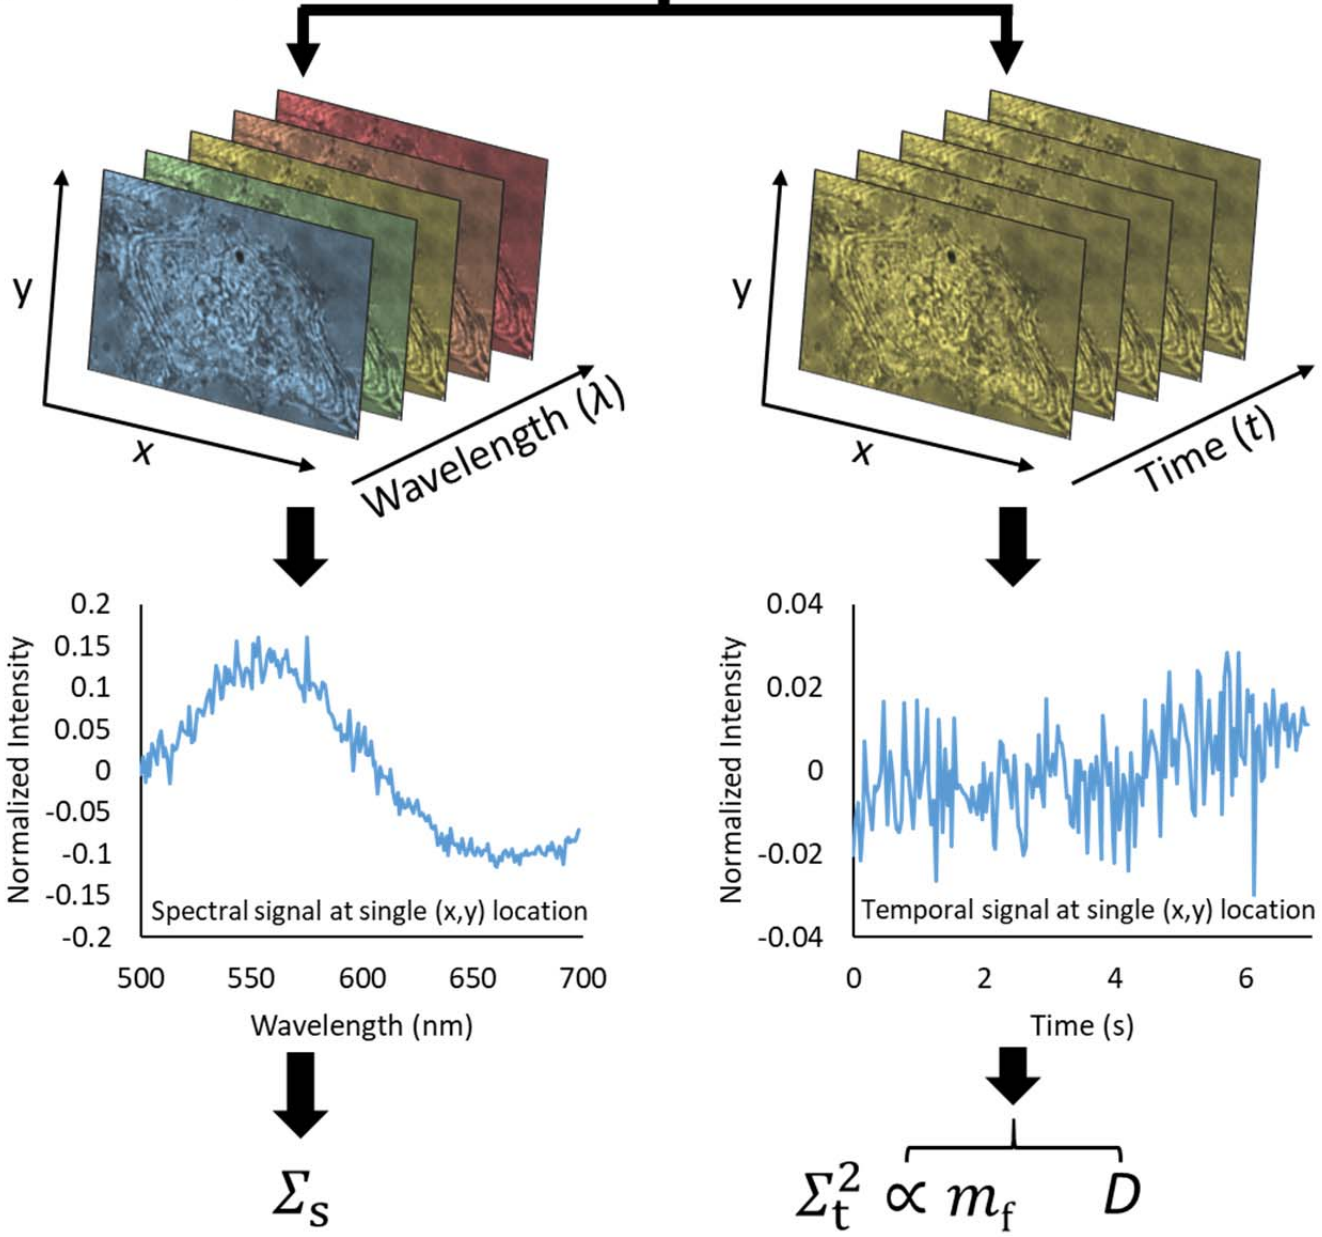 y
x
Wavelength (λ)
y
x
Time (t)
Normalized Intensity
0.2
0.15
0.1
0.05
0
-0.05
-0.1
-0.15
-0.2
Spectral signal at single (x,y) location
500 550 600 650 700
Wavelength (nm)
Normalized Intensity
0.04
0.02
0
-0.02
-0.04
Temporal signal at single (x,y) location
0 2 4 6
Time (s)
Σs
Σt² ∝ mf D